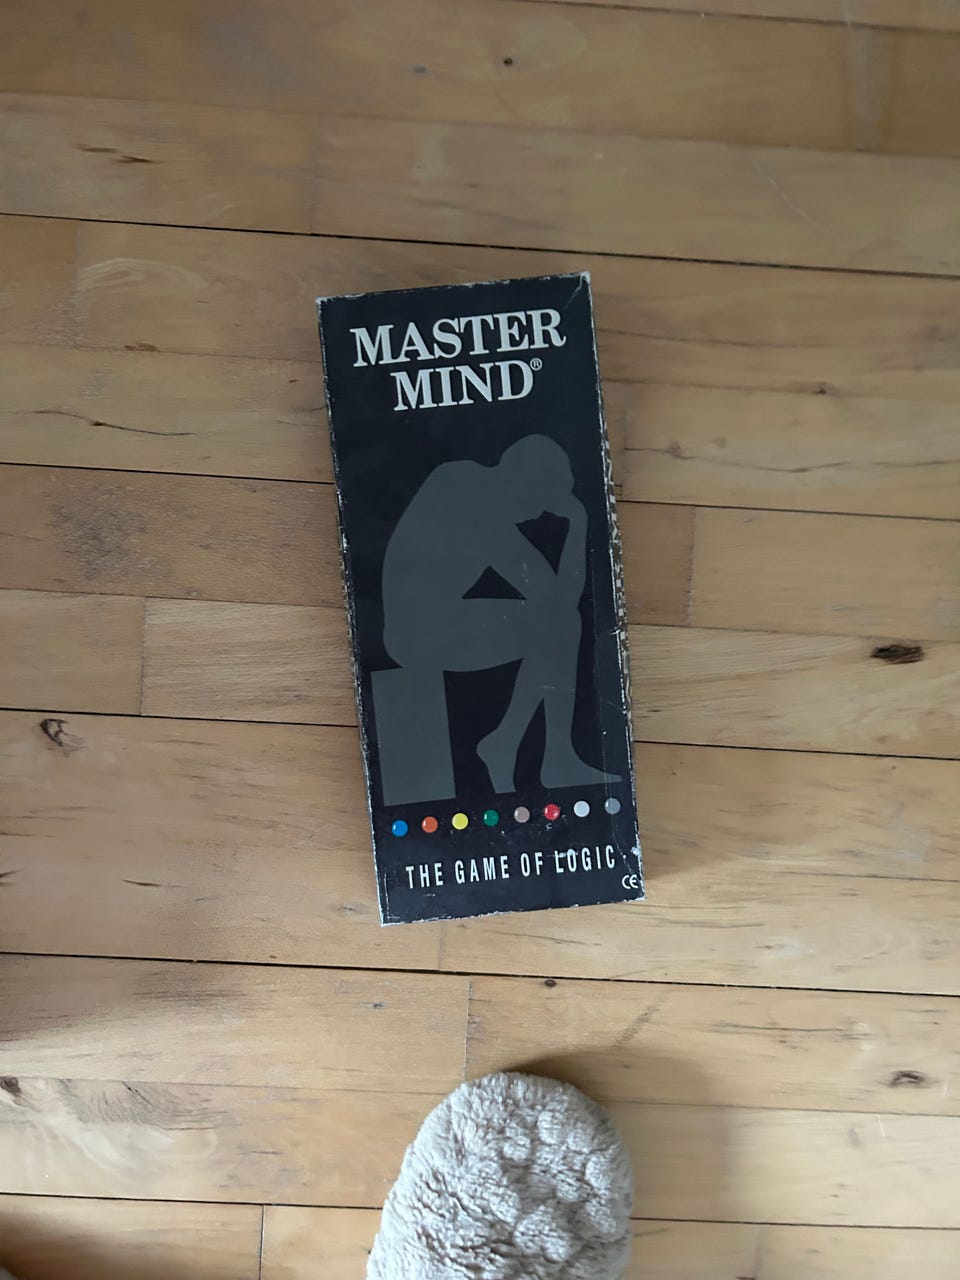 MASTER
MIND®
THE GAME OF LOGIC
CE